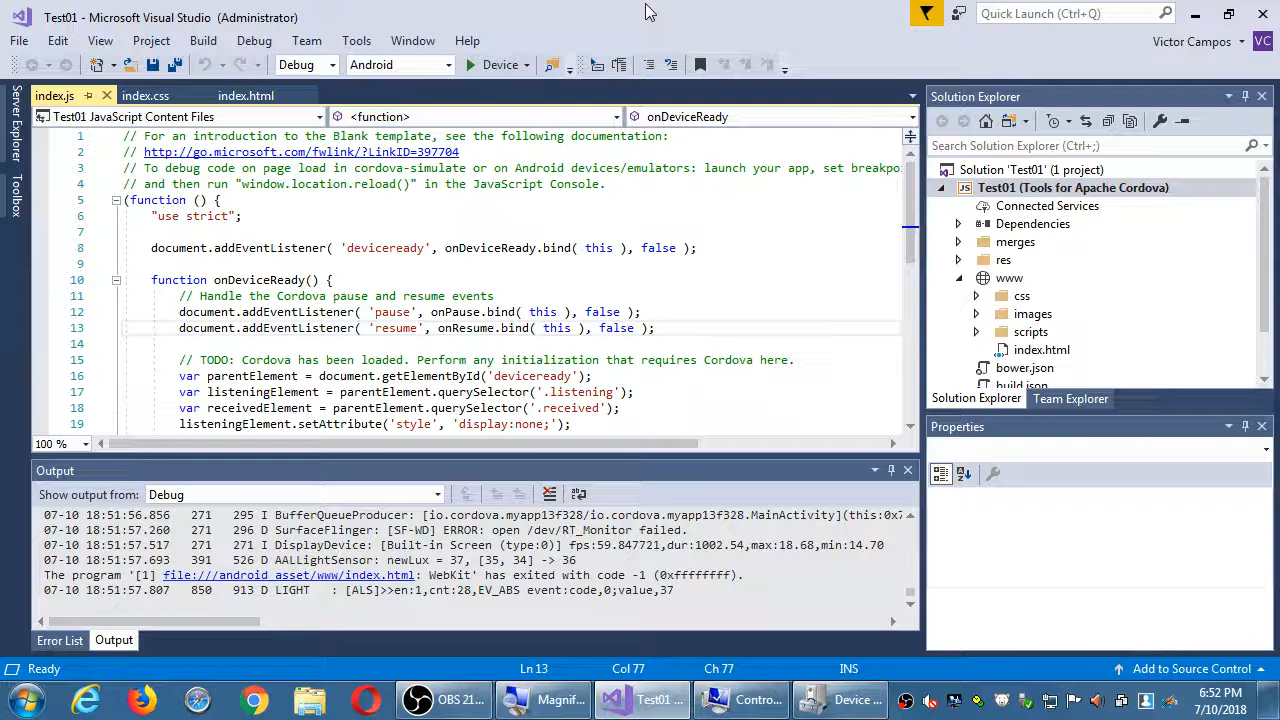 Test01 - Microsoft Visual Studio (Administrator)
Quick Launch (Ctrl+Q)
File Edit View Project Build Debug Team Tools Window Help
Victor Campos VC
Debug Android Device
Server Explorer
Toolbox
index.js index.css index.html
Test01 JavaScript Content Files <function> onDeviceReady
1 // For an introduction to the Blank template, see the following documentation:
2 // http://go.microsoft.com/fwlink/?LinkID=397704
3 // To debug code on page load in cordova-simulate or on Android devices/emulators: launch your app, set breakpo
4 // and then run "window.location.reload()" in the JavaScript Console.
5 (function () {
6 "use strict";
7
8 document.addEventListener( 'deviceready', onDeviceReady.bind( this ), false );
9
10 function onDeviceReady() {
11 // Handle the Cordova pause and resume events
12 document.addEventListener( 'pause', onPause.bind( this ), false );
13 document.addEventListener( 'resume', onResume.bind( this ), false );
14
15 // TODO: Cordova has been loaded. Perform any initialization that requires Cordova here.
16 var parentElement = document.getElementById('deviceready');
17 var listeningElement = parentElement.querySelector('.listening');
18 var receivedElement = parentElement.querySelector('.received');
19 listeningElement.setAttribute('style', 'display:none;');
100 %
Output
Show output from: Debug
07-10 18:51:56.856 271 295 I BufferQueueProducer: [io.cordova.myapp13f328/io.cordova.myapp13f328.MainActivity](this:0x7
07-10 18:51:57.260 271 296 D SurfaceFlinger: [SF-WD] ERROR: open /dev/RT_Monitor failed.
07-10 18:51:57.517 271 271 I DisplayDevice: [Built-in Screen (type:0)] fps:59.847721,dur:1002.54,max:18.68,min:14.70
07-10 18:51:57.693 391 526 D AALLightSensor: newLux = 37, [35, 34] -> 36
The program '[1] file:///android_asset/www/index.html: WebKit' has exited with code -1 (0xffffffff).
07-10 18:51:57.807 850 913 D LIGHT : [ALS]>>en:1,cnt:28,EV_ABS event:code,0;value,37
Error List Output
Solution Explorer
Search Solution Explorer (Ctrl+;)
Solution 'Test01' (1 project)
JS Test01 (Tools for Apache Cordova)
Connected Services
Dependencies
merges
res
www
css
images
scripts
index.html
bower.json
build.json
Solution Explorer Team Explorer
Properties
Ready Ln 13 Col 77 Ch 77 INS Add to Source Control
OBS 21... Magnif... Test01 ... Contro... Device ...
6:52 PM
7/10/2018